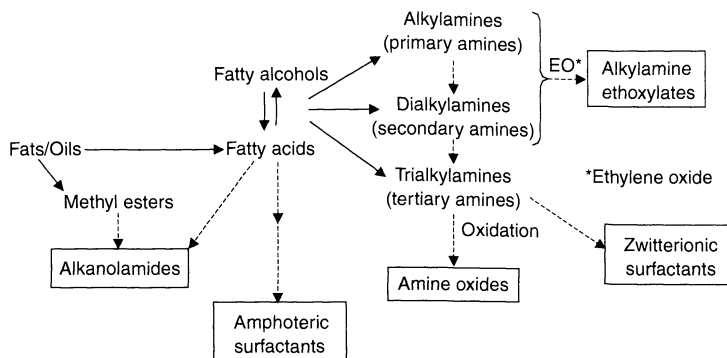 Alkylamines
(primary amines)
EO*
Alkylamine
ethoxylates
Fatty alcohols
Dialkylamines
(secondary amines)
Fats/Oils
Fatty acids
Trialkylamines
(tertiary amines)
*Ethylene oxide
Methyl esters
Oxidation
Zwitterionic
surfactants
Alkanolamides
Amine oxides
Amphoteric
surfactants